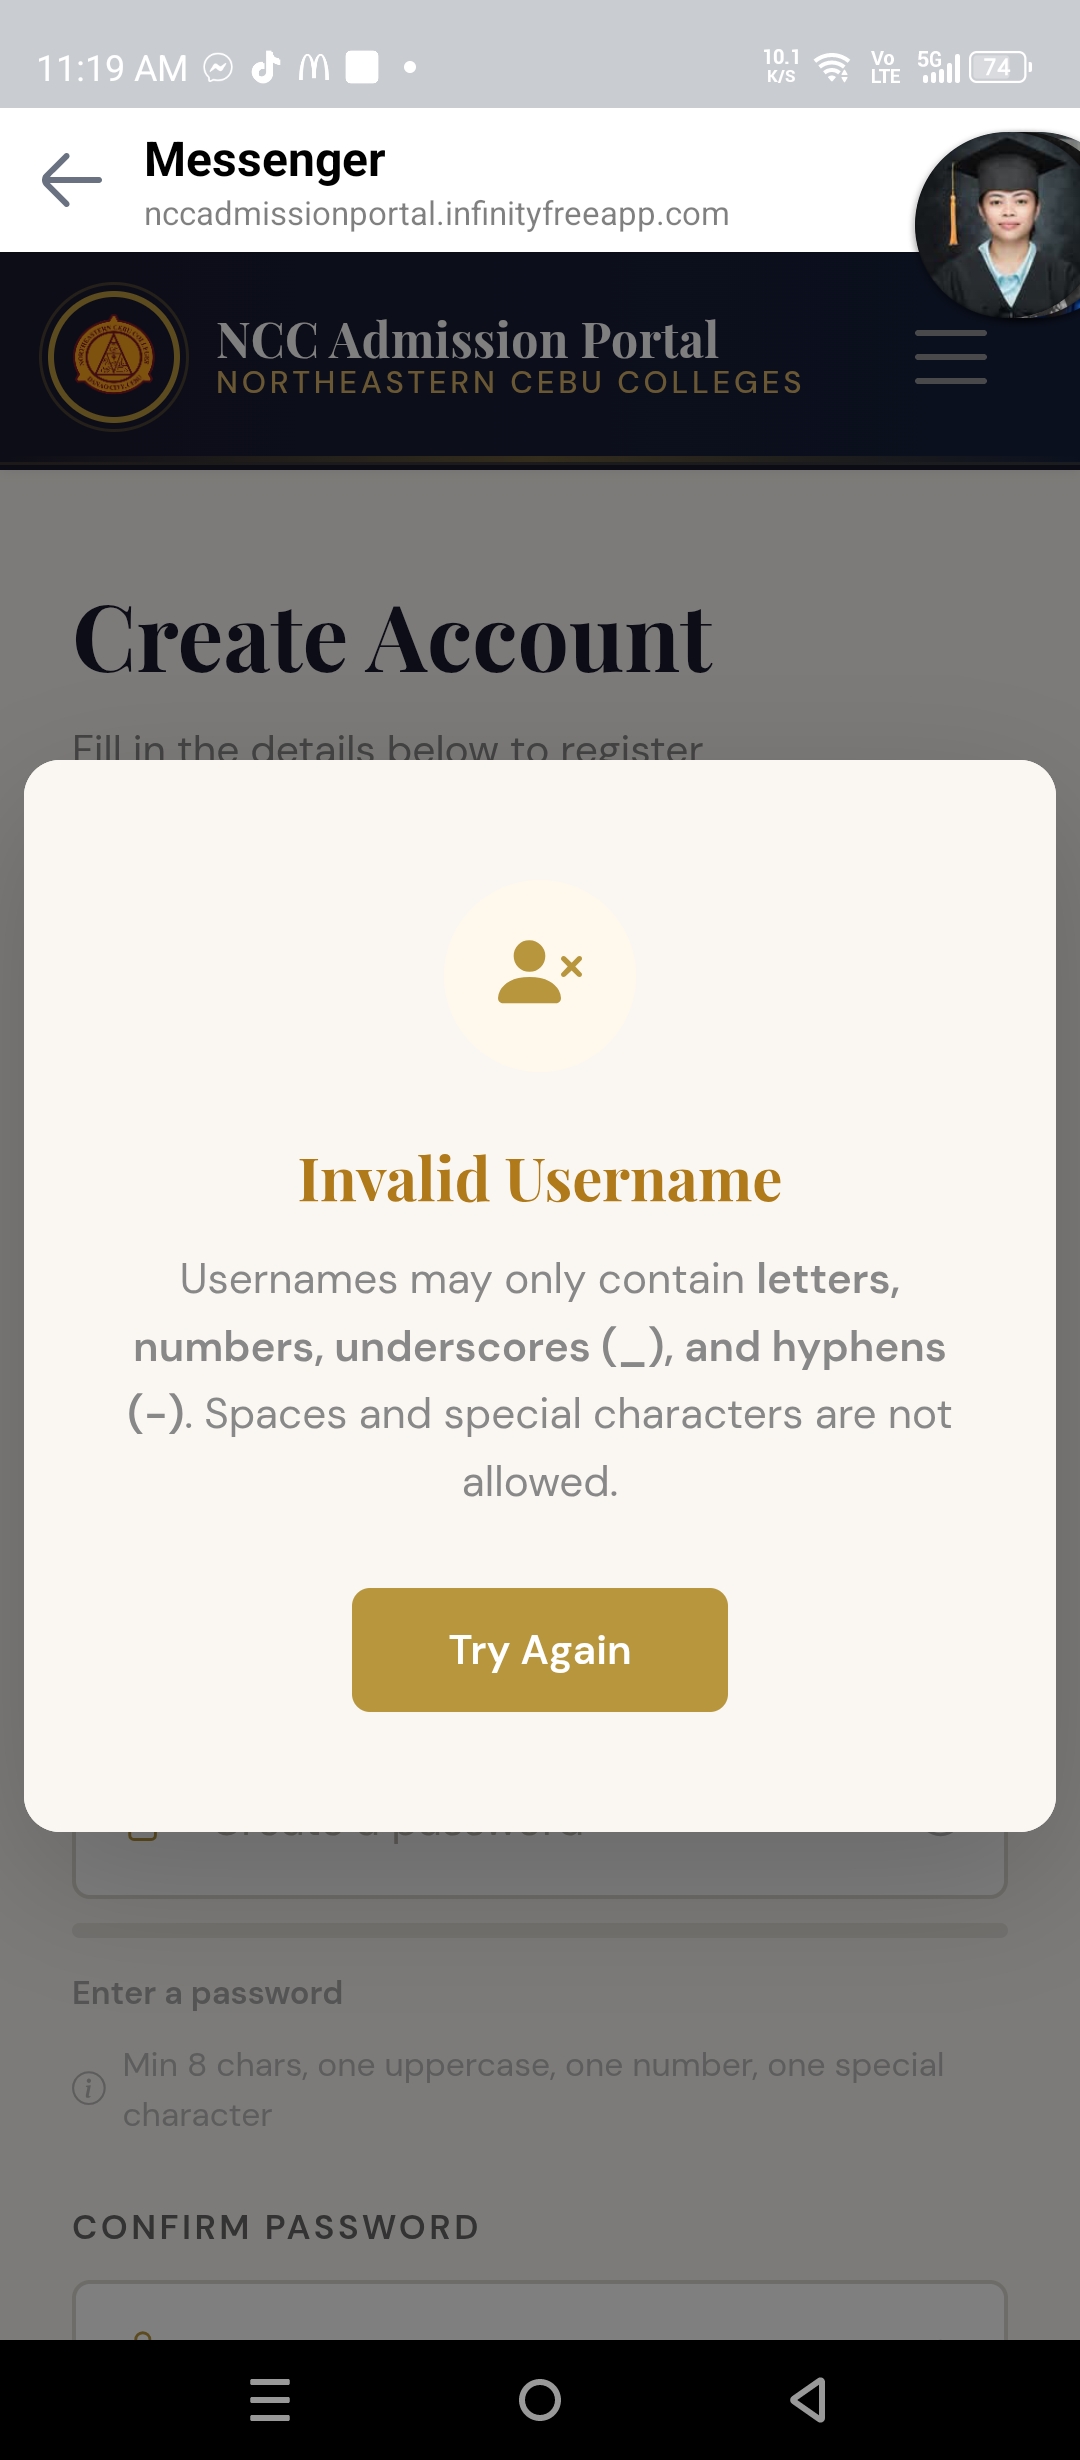 11:19 AM
10.1 K/S
Vo LTE
5G
74
Messenger
nccadmissionportal.infinityfreeapp.com
NCC Admission Portal
NORTHEASTERN CEBU COLLEGES
Create Account
Fill in the details below to register
Invalid Username
Usernames may only contain letters,
numbers, underscores (_), and hyphens
(-). Spaces and special characters are not
allowed.
Try Again
Create a password
Enter a password
Min 8 chars, one uppercase, one number, one special
character
CONFIRM PASSWORD